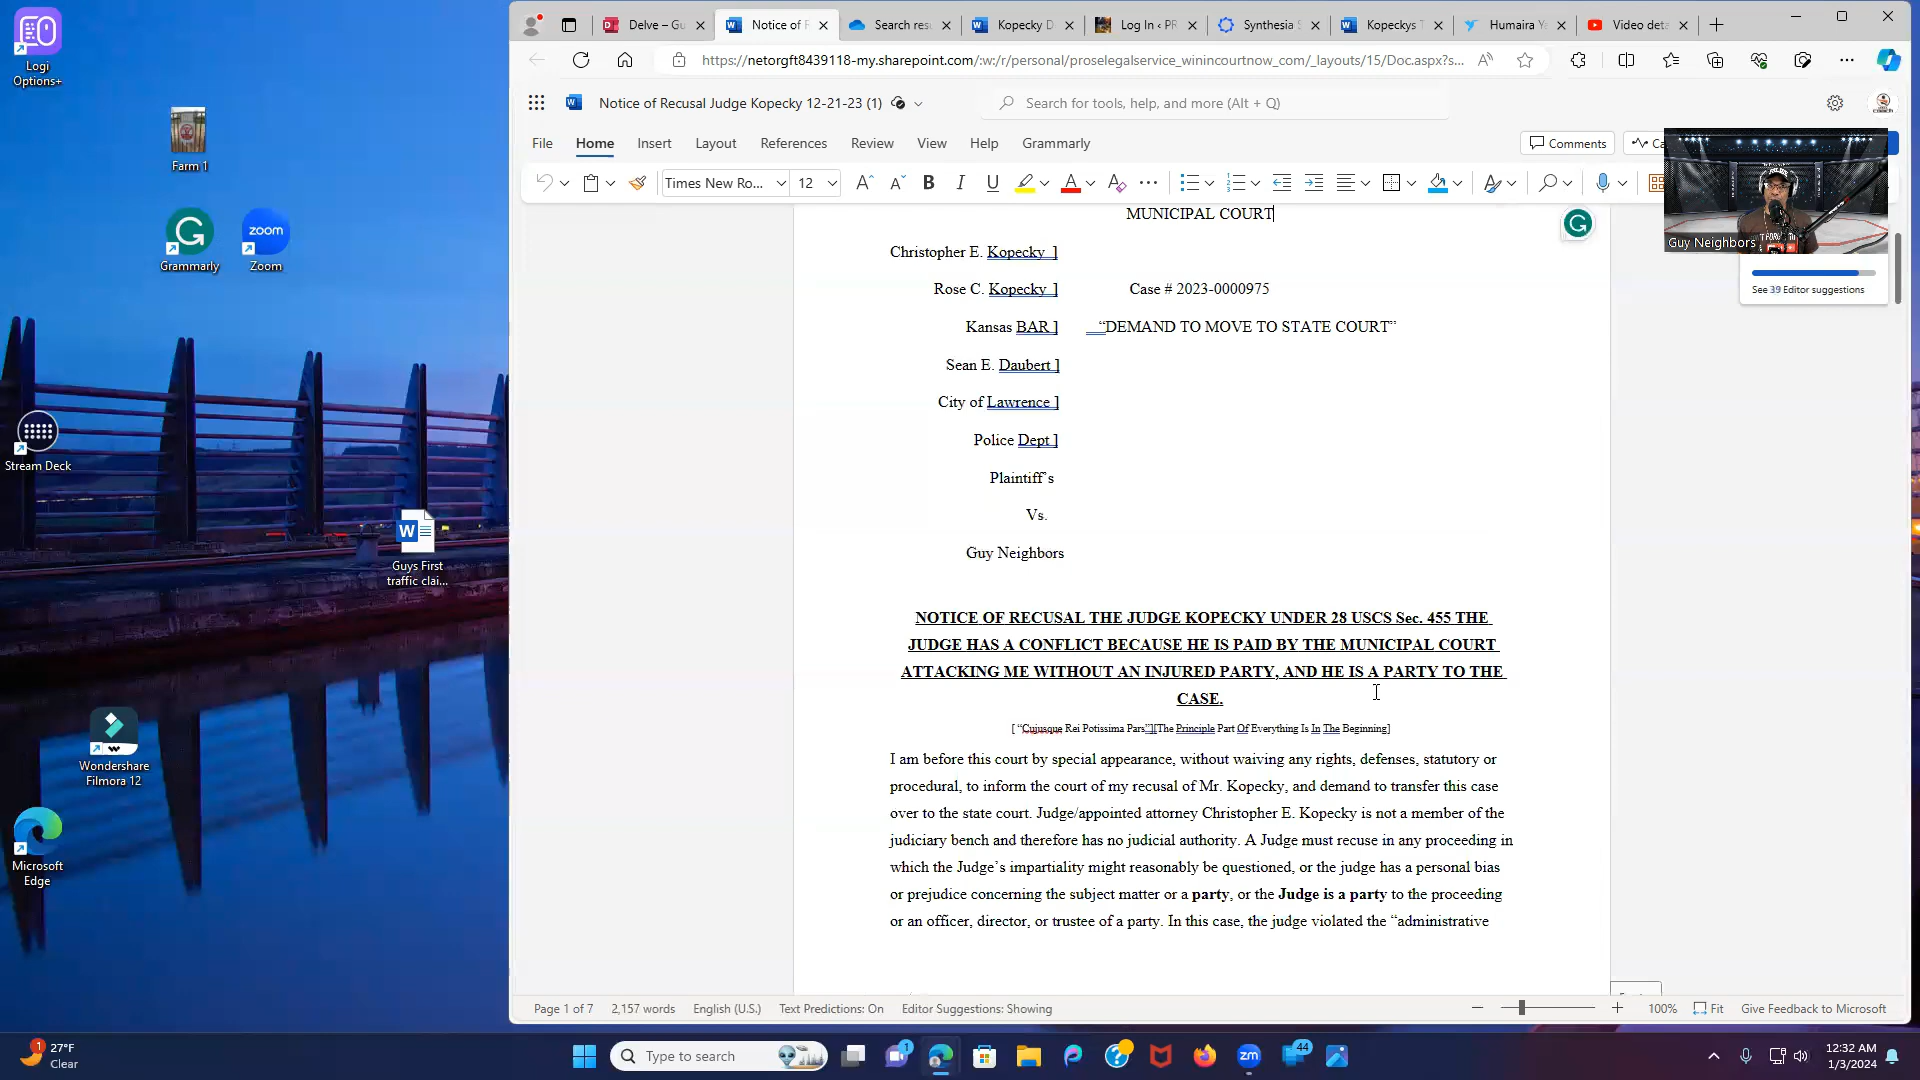 Logi
Options+
Farm 1
Grammarly
zoom
Zoom
Stream Deck
Guys First
traffic clai...
Wondershare
Filmora 12
Microsoft
Edge
Delve – Gu
Notice of R
Search resu
Kopecky D
Log In ‹ PR
Synthesia S
Kopeckys T
Humaira Ya
Video deta
https://netorgft8439118-my.sharepoint.com/:w:/r/personal/proselegalservice_winincourtnow_com/_layouts/15/Doc.aspx?s...
Notice of Recusal Judge Kopecky 12-21-23 (1)
Search for tools, help, and more (Alt + Q)
File Home Insert Layout References Review View Help Grammarly
Comments
Ca
Times New Ro... 12
Guy Neighbors
See 39 Editor suggestions
MUNICIPAL COURT
Christopher E. Kopecky ]
Rose C. Kopecky ] Case # 2023-0000975
Kansas BAR ] “DEMAND TO MOVE TO STATE COURT”
Sean E. Daubert ]
City of Lawrence ]
Police Dept ]
Plaintiff’s
Vs.
Guy Neighbors
NOTICE OF RECUSAL THE JUDGE KOPECKY UNDER 28 USCS Sec. 455 THE
JUDGE HAS A CONFLICT BECAUSE HE IS PAID BY THE MUNICIPAL COURT
ATTACKING ME WITHOUT AN INJURED PARTY, AND HE IS A PARTY TO THE
CASE.
[ “Cujusque Rei Potissima Pars”][The Principle Part Of Everything Is In The Beginning]
I am before this court by special appearance, without waiving any rights, defenses, statutory or
procedural, to inform the court of my recusal of Mr. Kopecky, and demand to transfer this case
over to the state court. Judge/appointed attorney Christopher E. Kopecky is not a member of the
judiciary bench and therefore has no judicial authority. A Judge must recuse in any proceeding in
which the Judge’s impartiality might reasonably be questioned, or the judge has a personal bias
or prejudice concerning the subject matter or a party, or the Judge is a party to the proceeding
or an officer, director, or trustee of a party. In this case, the judge violated the “administrative
Page 1 of 7 2,157 words English (U.S.) Text Predictions: On Editor Suggestions: Showing
100% Fit Give Feedback to Microsoft
1
27°F
Clear
Type to search
1
zm
44
12:32 AM
1/3/2024